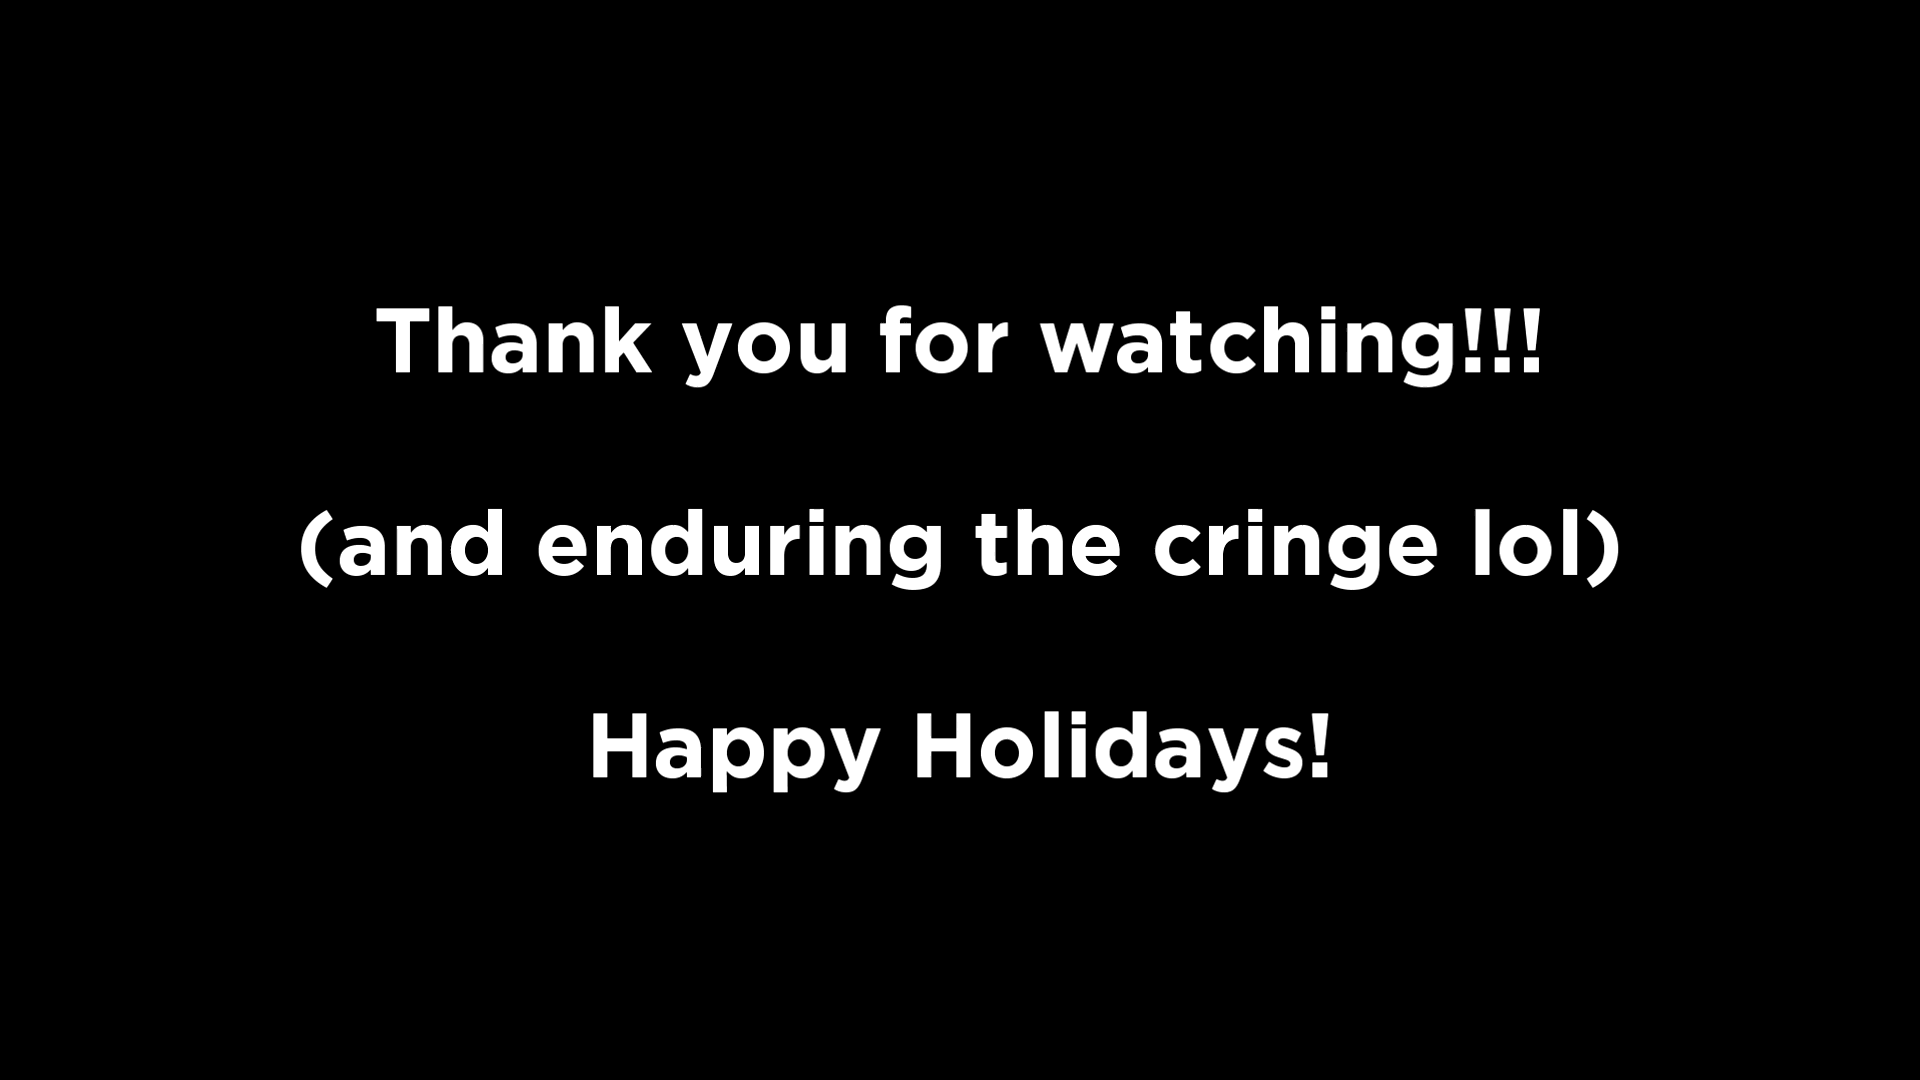 Thank you for watching!!!
(and enduring the cringe lol)
Happy Holidays!